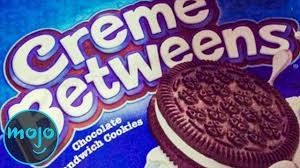 Creme
Betweens
Chocolate
Sandwich Cookies
mojo